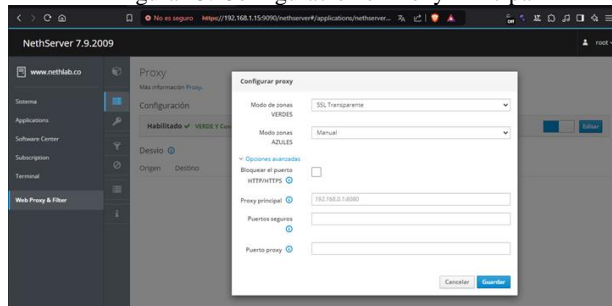 No es seguro https://192.168.1.15:9090/nethserver#/applications/nethserver...
NethServer 7.9.2009
root
www.nethlab.co
Sistema
Applications
Software Center
Subscription
Terminal
Web Proxy & Filter
Proxy
Más información Proxy.
Configuración
Habilitado ✓ VERDE Y
Editar
Desvío
Origen Destino
Configurar proxy
Modo de zonas VERDES
SSL Transparente
Modo zonas AZULES
Manual
Opciones avanzadas
Bloquear el puerto HTTP/HTTPS
Proxy principal
192.168.0.1:8080
Puertos seguros
Puerto proxy
Cancelar Guardar